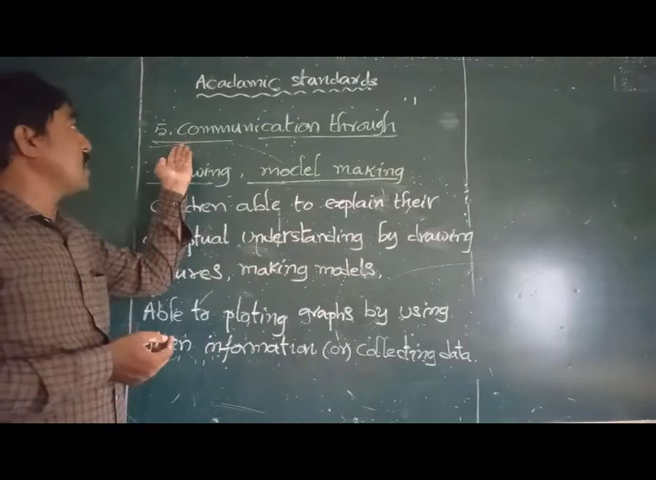 Acadamic standards
5. Communication through
wing, model making
ren able to explain their
ptual understanding by drawing
ures, making models,
Able to ploting graphs by using
en information (or) collecting data.